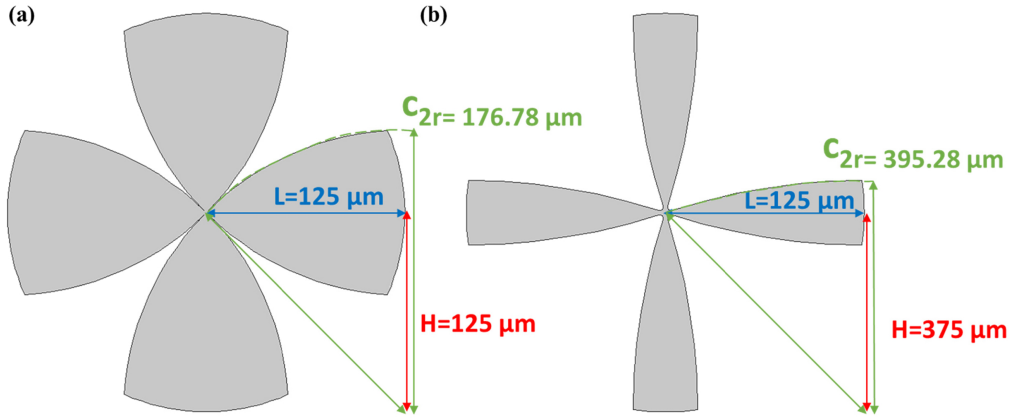 (a)
c2r= 176.78 µm
L=125 µm
H=125 µm
(b)
c2r= 395.28 µm
L=125 µm
H=375 µm